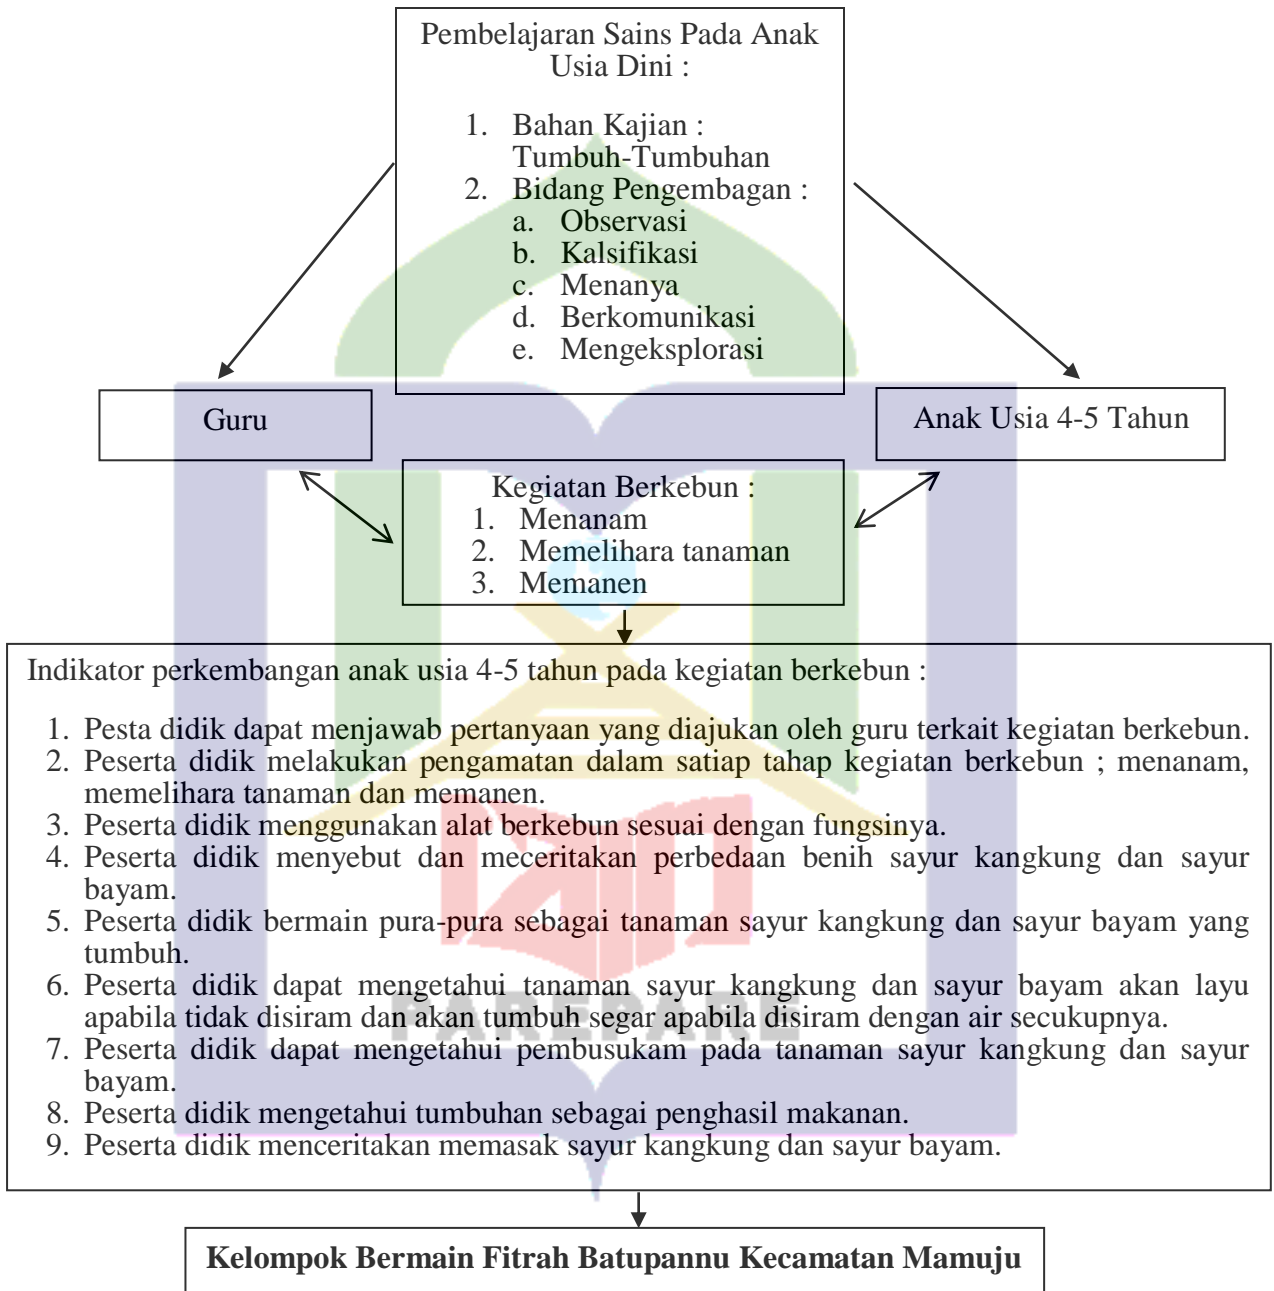 Pembelajaran Sains Pada Anak
Usia Dini :
1. Bahan Kajian :
Tumbuh-Tumbuhan
2. Bidang Pengembagan :
a. Observasi
b. Kalsifikasi
c. Menanya
d. Berkomunikasi
e. Mengeksplorasi
Guru
Anak Usia 4-5 Tahun
Kegiatan Berkebun :
1. Menanam
2. Memelihara tanaman
3. Memanen
Indikator perkembangan anak usia 4-5 tahun pada kegiatan berkebun :
1. Pesta didik dapat menjawab pertanyaan yang diajukan oleh guru terkait kegiatan berkebun.
2. Peserta didik melakukan pengamatan dalam satiap tahap kegiatan berkebun ; menanam,
memelihara tanaman dan memanen.
3. Peserta didik menggunakan alat berkebun sesuai dengan fungsinya.
4. Peserta didik menyebut dan meceritakan perbedaan benih sayur kangkung dan sayur
bayam.
5. Peserta didik bermain pura-pura sebagai tanaman sayur kangkung dan sayur bayam yang
tumbuh.
6. Peserta didik dapat mengetahui tanaman sayur kangkung dan sayur bayam akan layu
apabila tidak disiram dan akan tumbuh segar apabila disiram dengan air secukupnya.
PAREPARE
7. Peserta didik dapat mengetahui pembusukam pada tanaman sayur kangkung dan sayur
bayam.
8. Peserta didik mengetahui tumbuhan sebagai penghasil makanan.
9. Peserta didik menceritakan memasak sayur kangkung dan sayur bayam.
Kelompok Bermain Fitrah Batupannu Kecamatan Mamuju